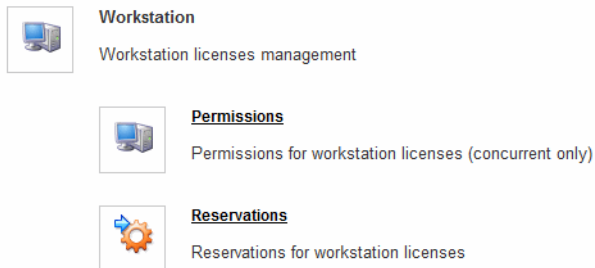 Workstation
Workstation licenses management
Permissions
Permissions for workstation licenses (concurrent only)
Reservations
Reservations for workstation licenses